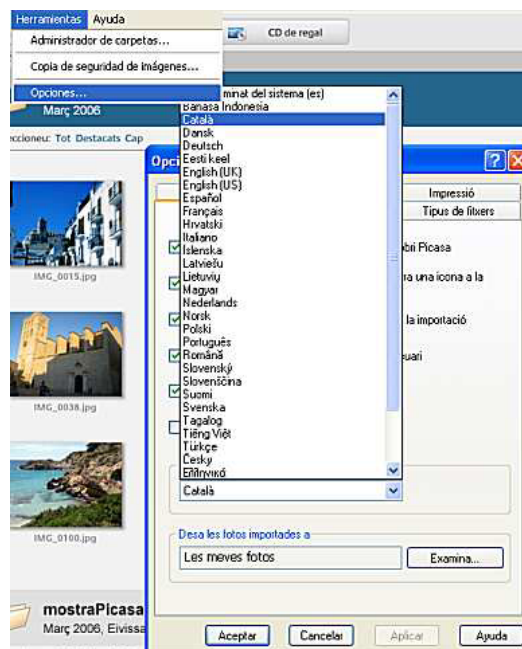 Herramientas Ayuda
Administrador de carpetas...
Copia de seguridad de imágenes...
Opciones...
CD de regal
Març 2006
eccioneu: Tot Destacats Cap
minat del sistema (es)
Bahasa Indonesia
Català
Dansk
Deutsch
Eesti keel
English (UK)
English (US)
Español
Français
Hrvatski
Italiano
Íslenska
Latviešu
Lietuvių
Magyar
Nederlands
Norsk
Polski
Português
Română
Slovenský
Slovenščina
Suomi
Svenska
Tagalog
Tiếng Việt
Türkçe
Česky
Ελληνικά
Opci
Impressió
Tipus de fitxers
obri Picasa
ra una icona a la
la importació
uari
Català
Desa les fotos importades a
Les meves fotos
Examina...
Aceptar Cancelar Aplicar Ayuda
IMG_0015.jpg
IMG_0038.jpg
IMG_0100.jpg
mostraPicasa
Març 2006, Eivissa